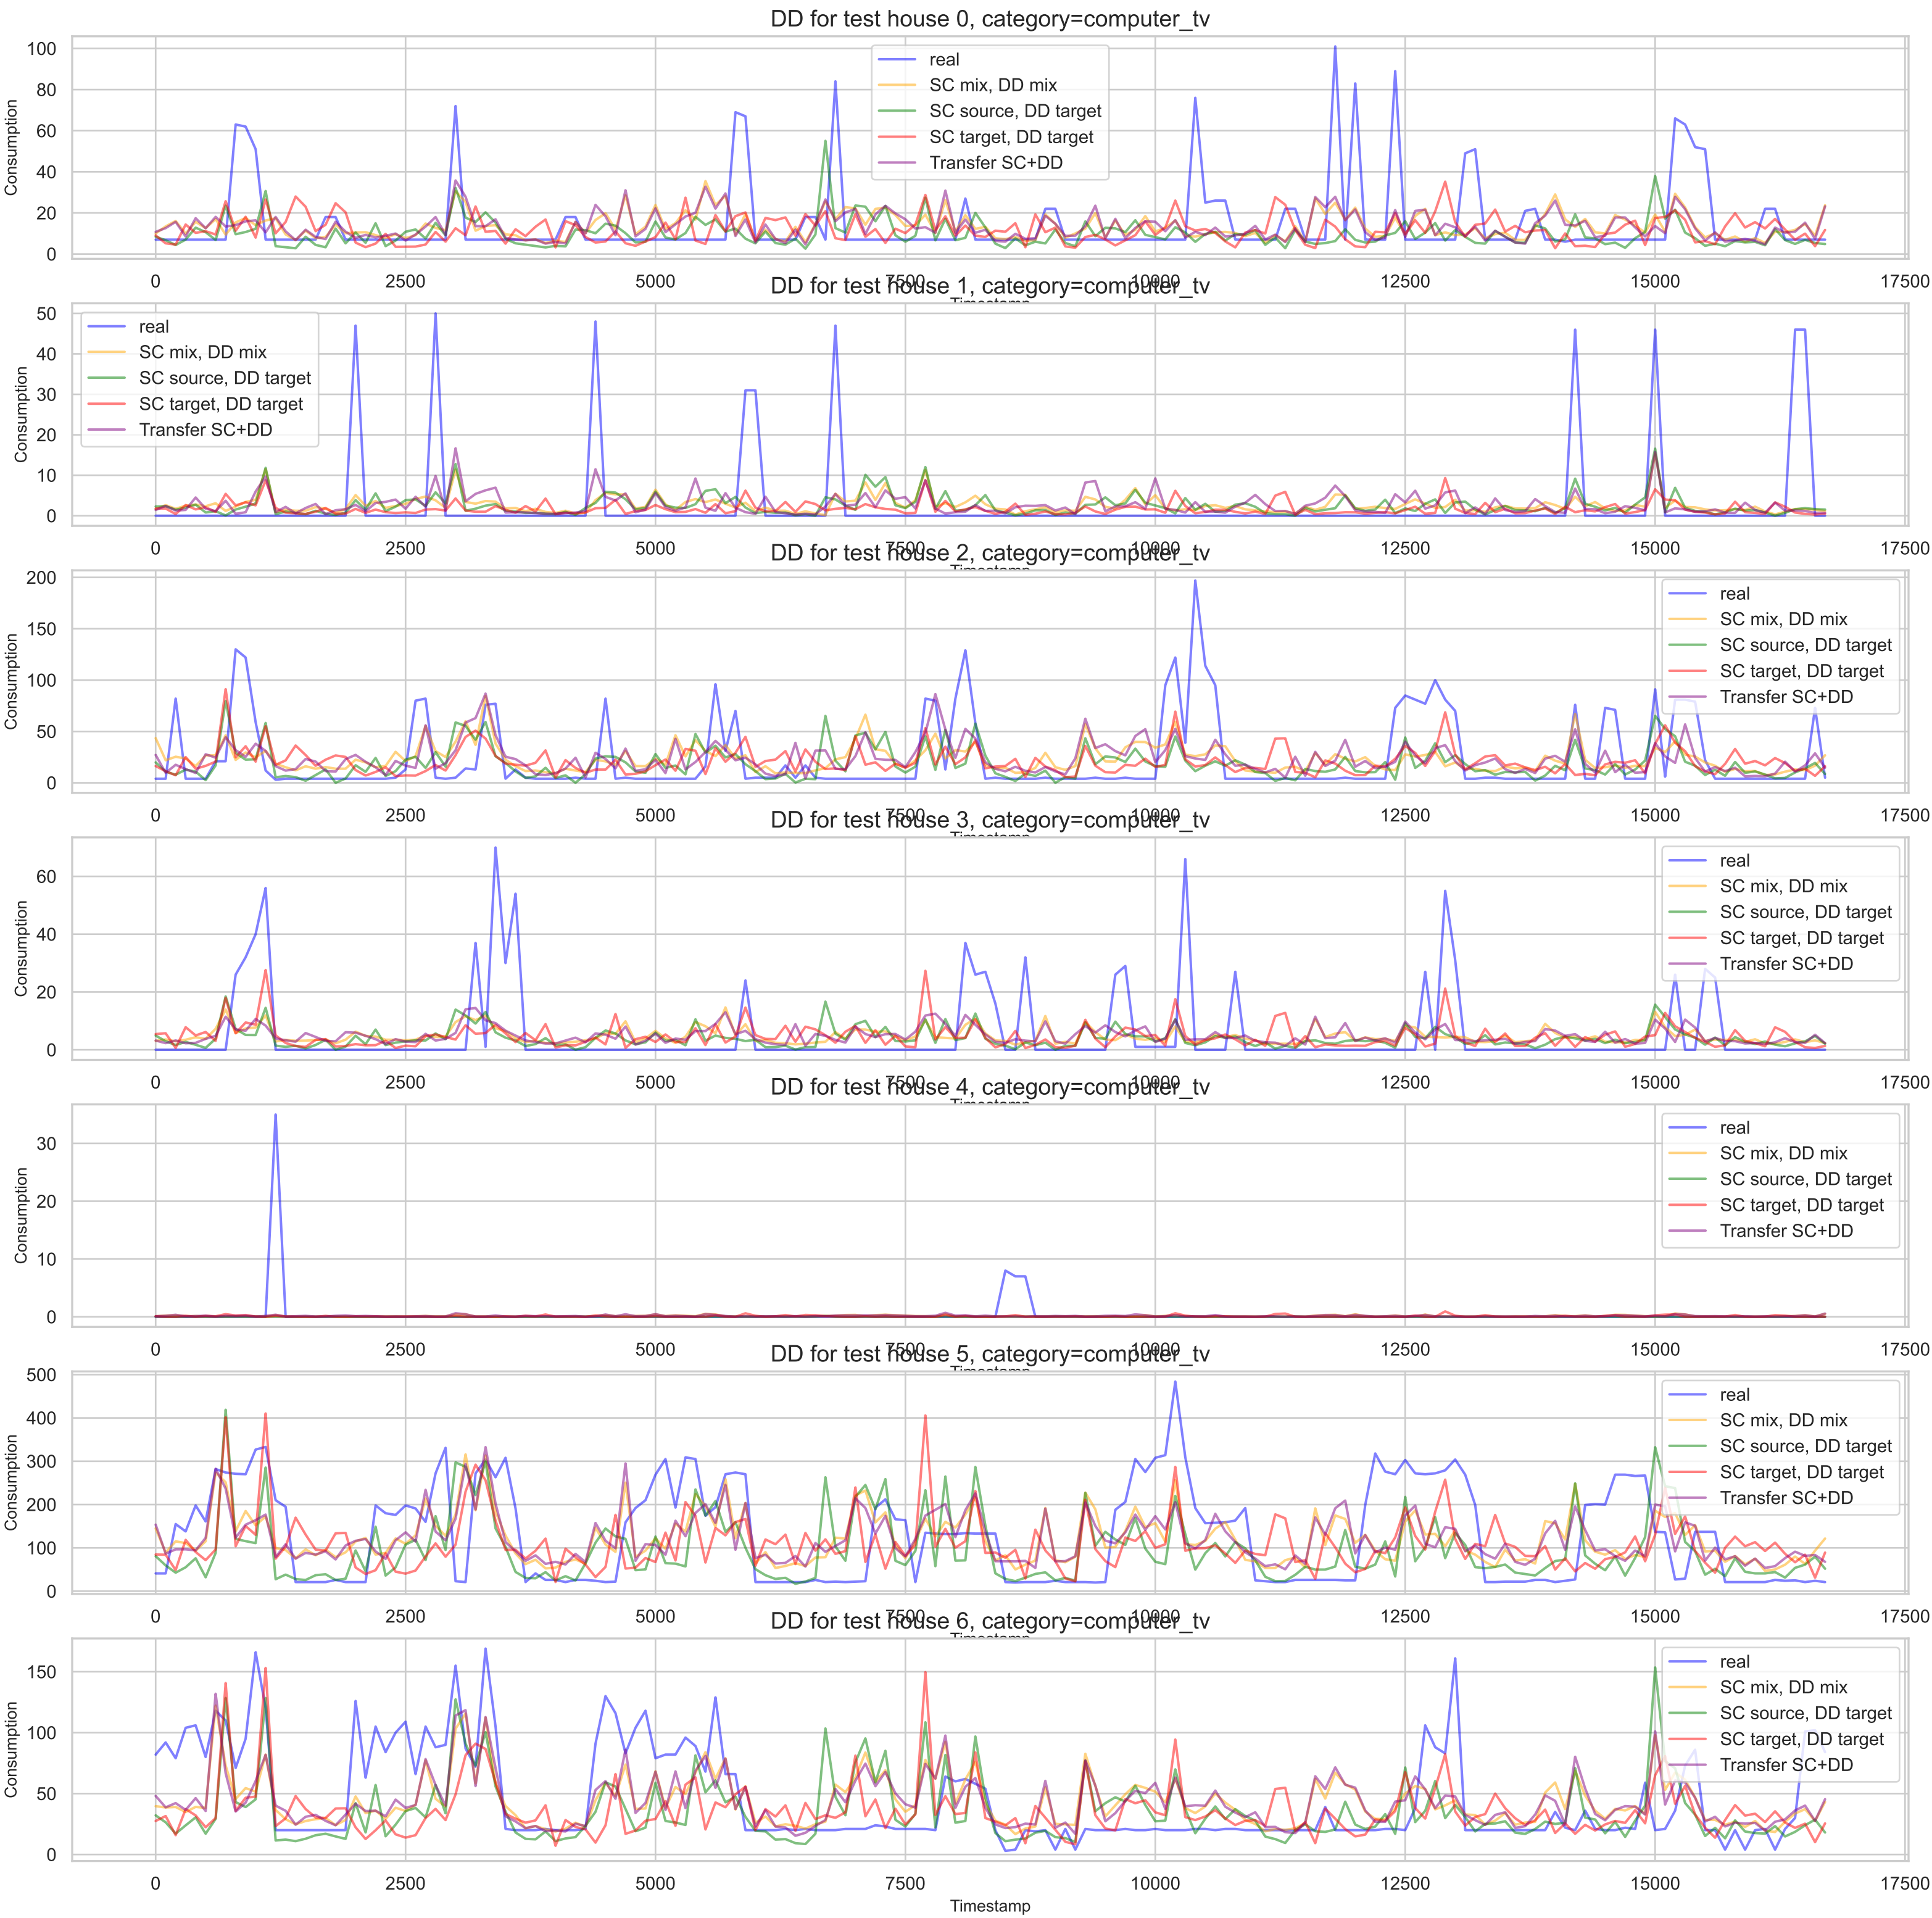 DD for test house 0, category=computer_tv
100
80
60
40
20
0
Consumption
real
SC mix, DD mix
SC source, DD target
SC target, DD target
Transfer SC+DD
0 2500 5000 7500 10000 12500 15000 17500
Timestamp
DD for test house 1, category=computer_tv
50
40
30
20
10
0
Consumption
real
SC mix, DD mix
SC source, DD target
SC target, DD target
Transfer SC+DD
0 2500 5000 7500 10000 12500 15000 17500
Timestamp
DD for test house 2, category=computer_tv
200
150
100
50
0
Consumption
real
SC mix, DD mix
SC source, DD target
SC target, DD target
Transfer SC+DD
0 2500 5000 7500 10000 12500 15000 17500
Timestamp
DD for test house 3, category=computer_tv
60
40
20
0
Consumption
real
SC mix, DD mix
SC source, DD target
SC target, DD target
Transfer SC+DD
0 2500 5000 7500 10000 12500 15000 17500
Timestamp
DD for test house 4, category=computer_tv
30
20
10
0
Consumption
real
SC mix, DD mix
SC source, DD target
SC target, DD target
Transfer SC+DD
0 2500 5000 7500 10000 12500 15000 17500
Timestamp
DD for test house 5, category=computer_tv
500
400
300
200
100
0
Consumption
real
SC mix, DD mix
SC source, DD target
SC target, DD target
Transfer SC+DD
0 2500 5000 7500 10000 12500 15000 17500
Timestamp
DD for test house 6, category=computer_tv
150
100
50
0
Consumption
real
SC mix, DD mix
SC source, DD target
SC target, DD target
Transfer SC+DD
0 2500 5000 7500 10000 12500 15000 17500
Timestamp